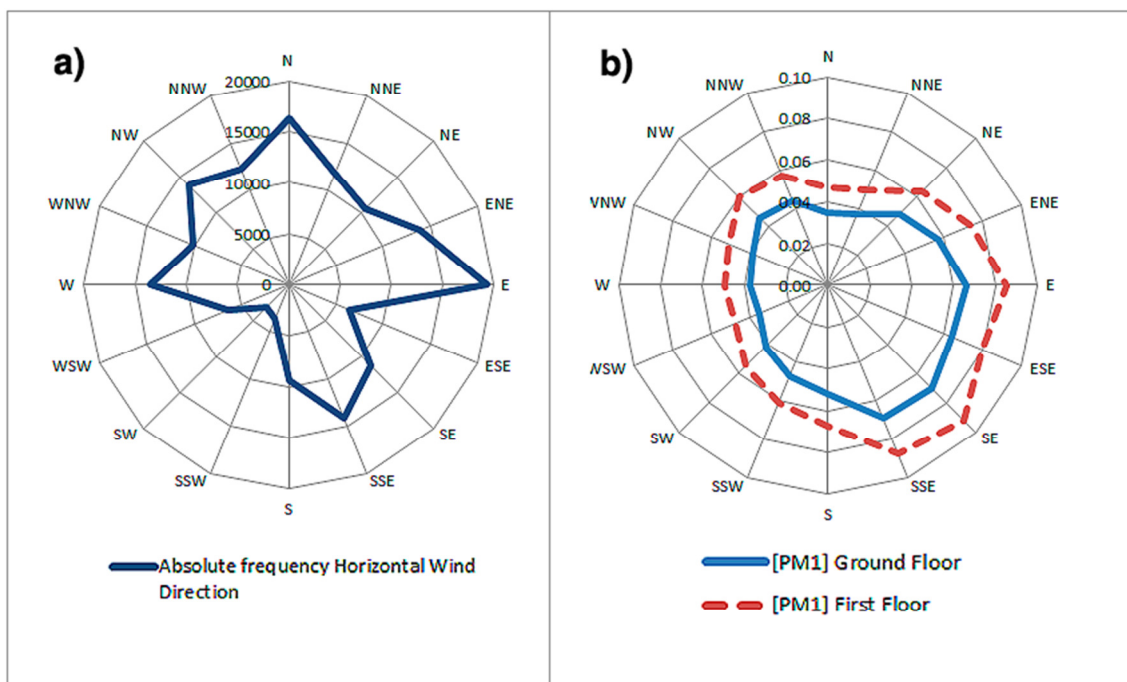 a)
N
NNE
NE
ENE
E
ESE
SE
SSE
S
SSW
SW
WSW
W
WNW
NW
NNW
20000
15000
10000
5000
0
Absolute frequency Horizontal Wind
Direction
b)
N
NNE
NE
ENE
E
ESE
SE
SSE
S
SSW
SW
WSW
W
VNW
NW
NNW
0.10
0.08
0.06
0.04
0.02
0.00
[PM1] Ground Floor
[PM1] First Floor